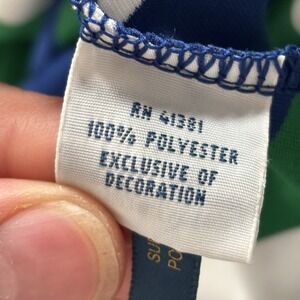 RN 41381
100% POLYESTER
EXCLUSIVE OF
DECORATION